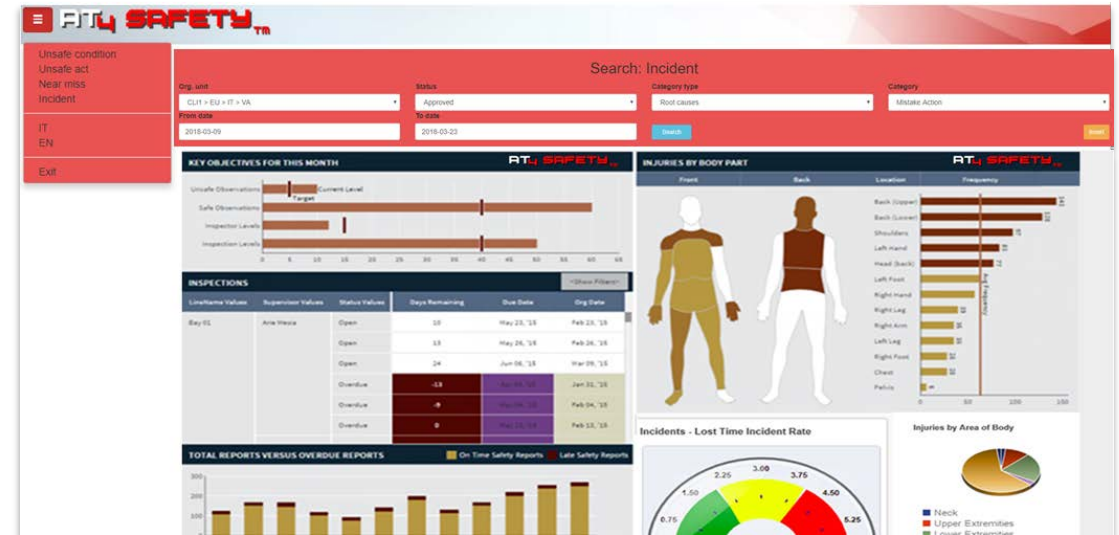 AT4 SAFETY TM
Unsafe condition
Unsafe act
Near miss
Incident
IT
EN
Exit
Search: Incident
Org. unit
Status
Category type
Category
CLI1 > EU > IT > VA
Approved
Root causes
Mistake Action
From date
To date
2015-03-09
2016-03-23
Search
KEY OBJECTIVES FOR THIS MONTH
AT4 SAFETY
Unsafe Observations
Current Level
Target
Safe Observations
Inspector Levels
Inspection Levels
0 5 10 15 20 25 30 35 40 45 50 55 60 65
INSPECTIONS
<Show Filters>
LineName Values Supervisor Values Status Values Days Remaining Due Date Org Date
Bay 01 Open 10 May 23, '15 Feb 23, '15
Open 13 May 26, '15 Feb 26, '15
Open 24 Jun 06, '15 Mar 09, '15
Overdue -13 Jan 31, '15
Overdue -9 Feb 04, '15
Overdue 0 Feb 13, '15
TOTAL REPORTS VERSUS OVERDUE REPORTS
On Time Safety Reports Late Safety Reports
300
200
100
0
INJURIES BY BODY PART
AT4 SAFETY
Front Back Location Frequency
Back (Upper)
Back (Lower)
Shoulders
Left Hand
Head (back) 77
Left Foot
Right Hand
Right Leg
Right Arm
Left Leg
Right Foot
Chest
Pelvis
Avg Frequency
0 50 100 150
Incidents - Lost Time Incident Rate
0.75
1.50
2.25
3.00
3.75
4.50
5.25
Injuries by Area of Body
Neck
Upper Extremities
Lower Extremities